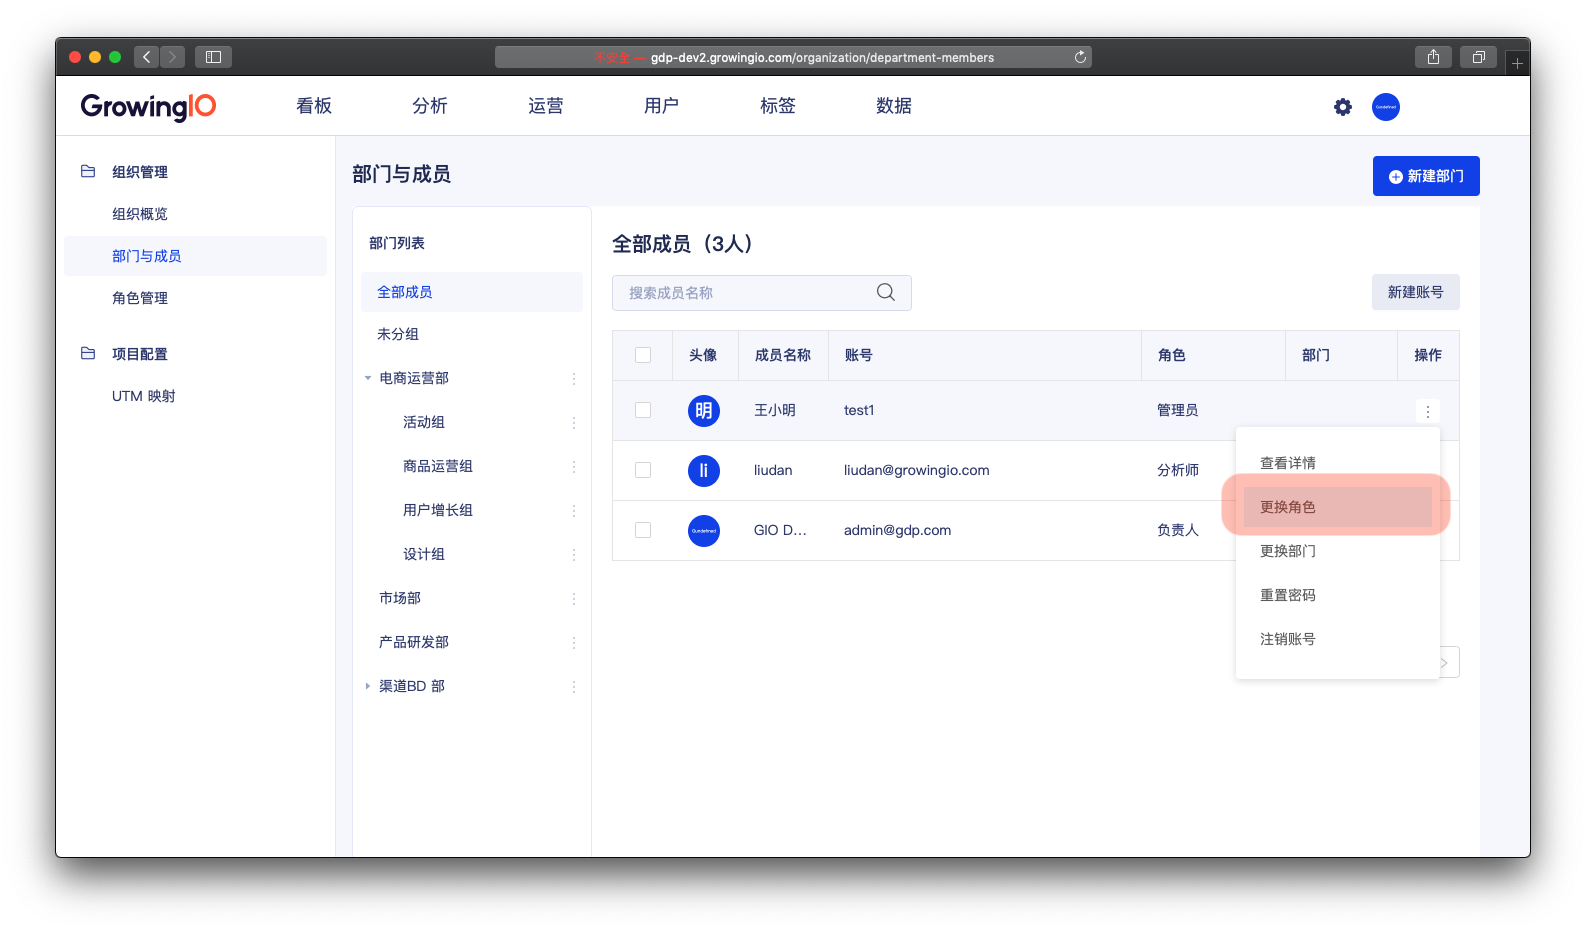 不安全 — gdp-dev2.growingio.com/organization/department-members
GrowingIO
看板
分析
运营
用户
标签
数据
组织管理
组织概览
部门与成员
角色管理
项目配置
UTM 映射
部门与成员
新建部门
部门列表
全部成员
未分组
电商运营部
活动组
商品运营组
用户增长组
设计组
市场部
产品研发部
渠道BD 部
全部成员（3人）
搜索成员名称
新建账号
头像 成员名称 账号 角色 部门 操作
明 王小明 test1 管理员
li liudan liudan@growingio.com 分析师
Gundefined GIO D... admin@gdp.com 负责人
查看详情
更换角色
更换部门
重置密码
注销账号